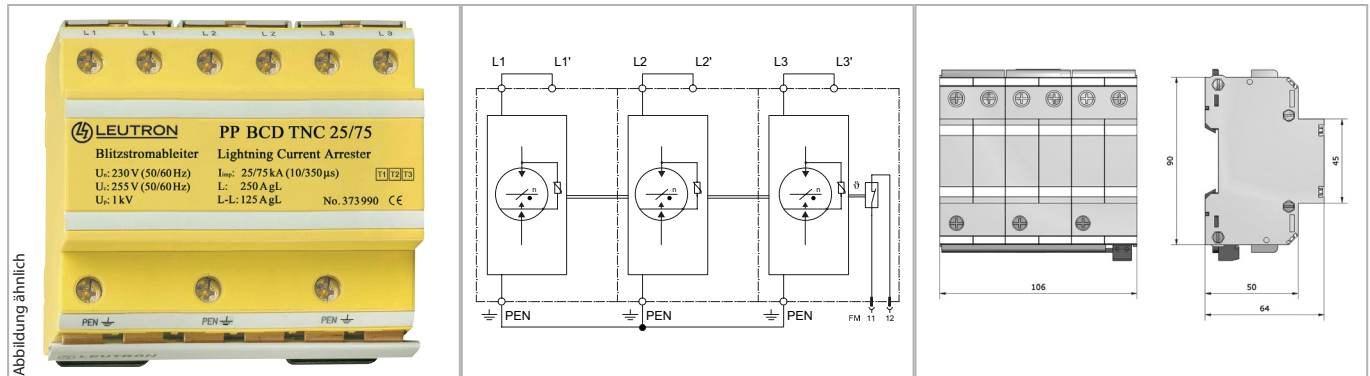 Abbildung ähnlich
L1 L1 L2 L2 L3 L3
LEUTRON
PP BCD TNC 25/75
Blitzstromableiter
Lightning Current Arrester
Uₙ: 230 V (50/60 Hz)
U꜀: 255 V (50/60 Hz)
Uₚ: 1 kV
Iimp: 25/75 kA (10/350 µs)
L: 250 A gL
L-L: 125 A gL
T1 T2 T3
No. 373 990 CE
PEN PEN PEN
LEUTRON
L1 L1' L2 L2' L3 L3'
n n n ϑ
PEN PEN PEN FM 11 12
90
106
45
50
64